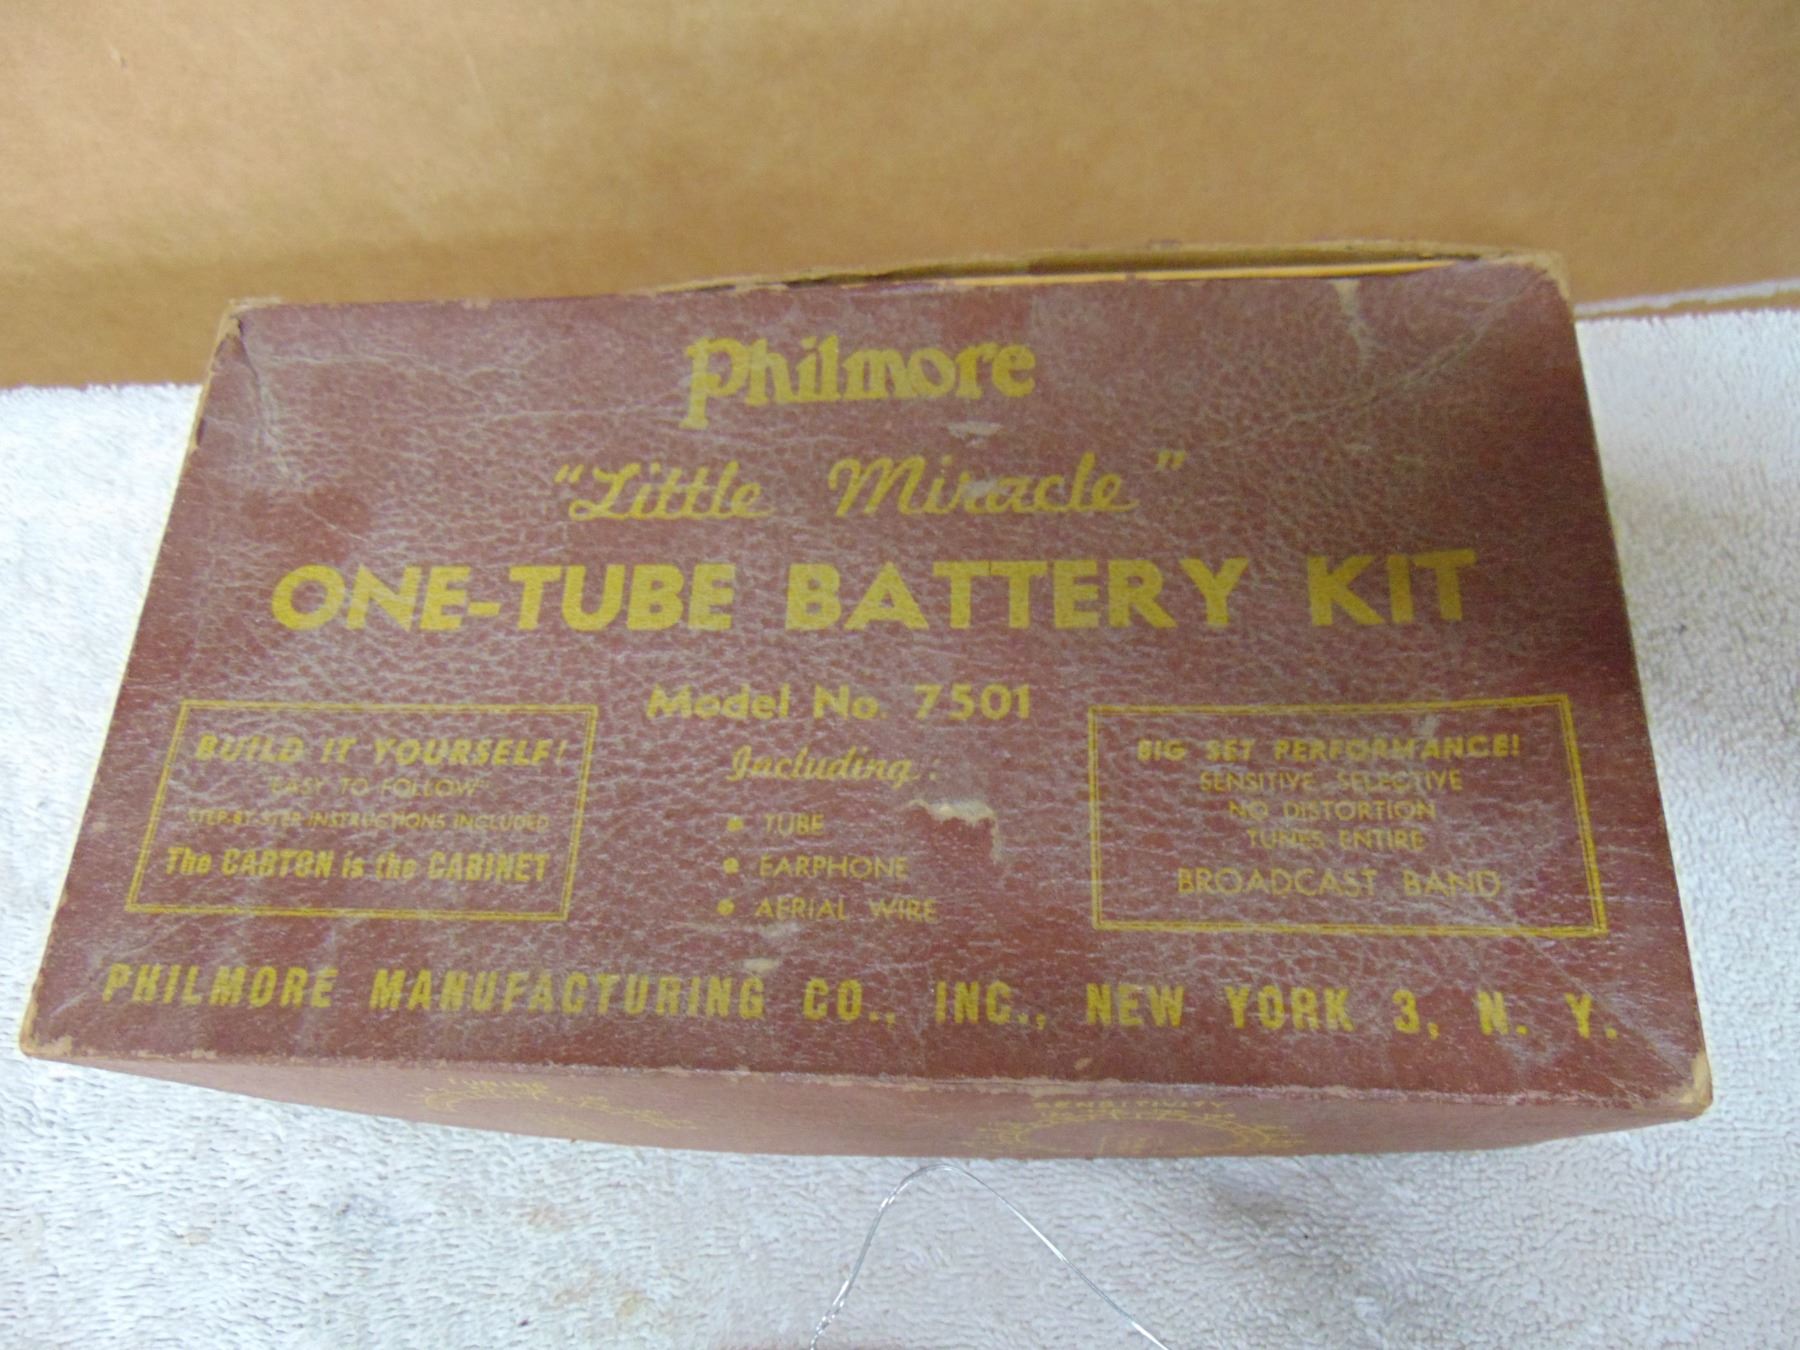 Philmore
"Little Miracle"
ONE-TUBE BATTERY KIT
Model No. 7501
Including:
• TUBE
• EARPHONE
• AERIAL WIRE
BUILD IT YOURSELF!
"EASY TO FOLLOW"
STEP-BY-STEP INSTRUCTIONS INCLUDED
The CARTON is the CABINET
BIG SET PERFORMANCE!
SENSITIVE SELECTIVE
NO DISTORTION
TUNES ENTIRE
BROADCAST BAND
PHILMORE MANUFACTURING CO., INC., NEW YORK 3, N. Y.
TUNING
SENSITIVITY